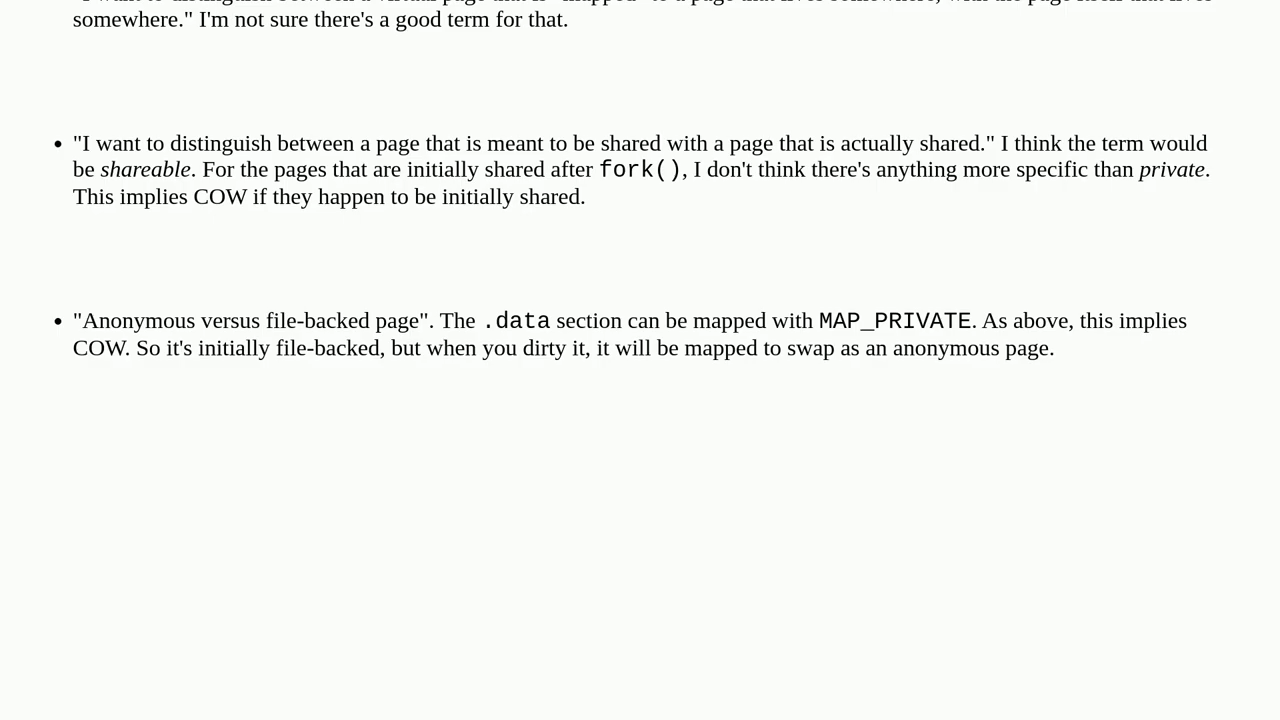 somewhere." I'm not sure there's a good term for that.
• "I want to distinguish between a page that is meant to be shared with a page that is actually shared." I think the term would
be shareable. For the pages that are initially shared after fork(), I don't think there's anything more specific than private.
This implies COW if they happen to be initially shared.
• "Anonymous versus file-backed page". The .data section can be mapped with MAP_PRIVATE. As above, this implies
COW. So it's initially file-backed, but when you dirty it, it will be mapped to swap as an anonymous page.